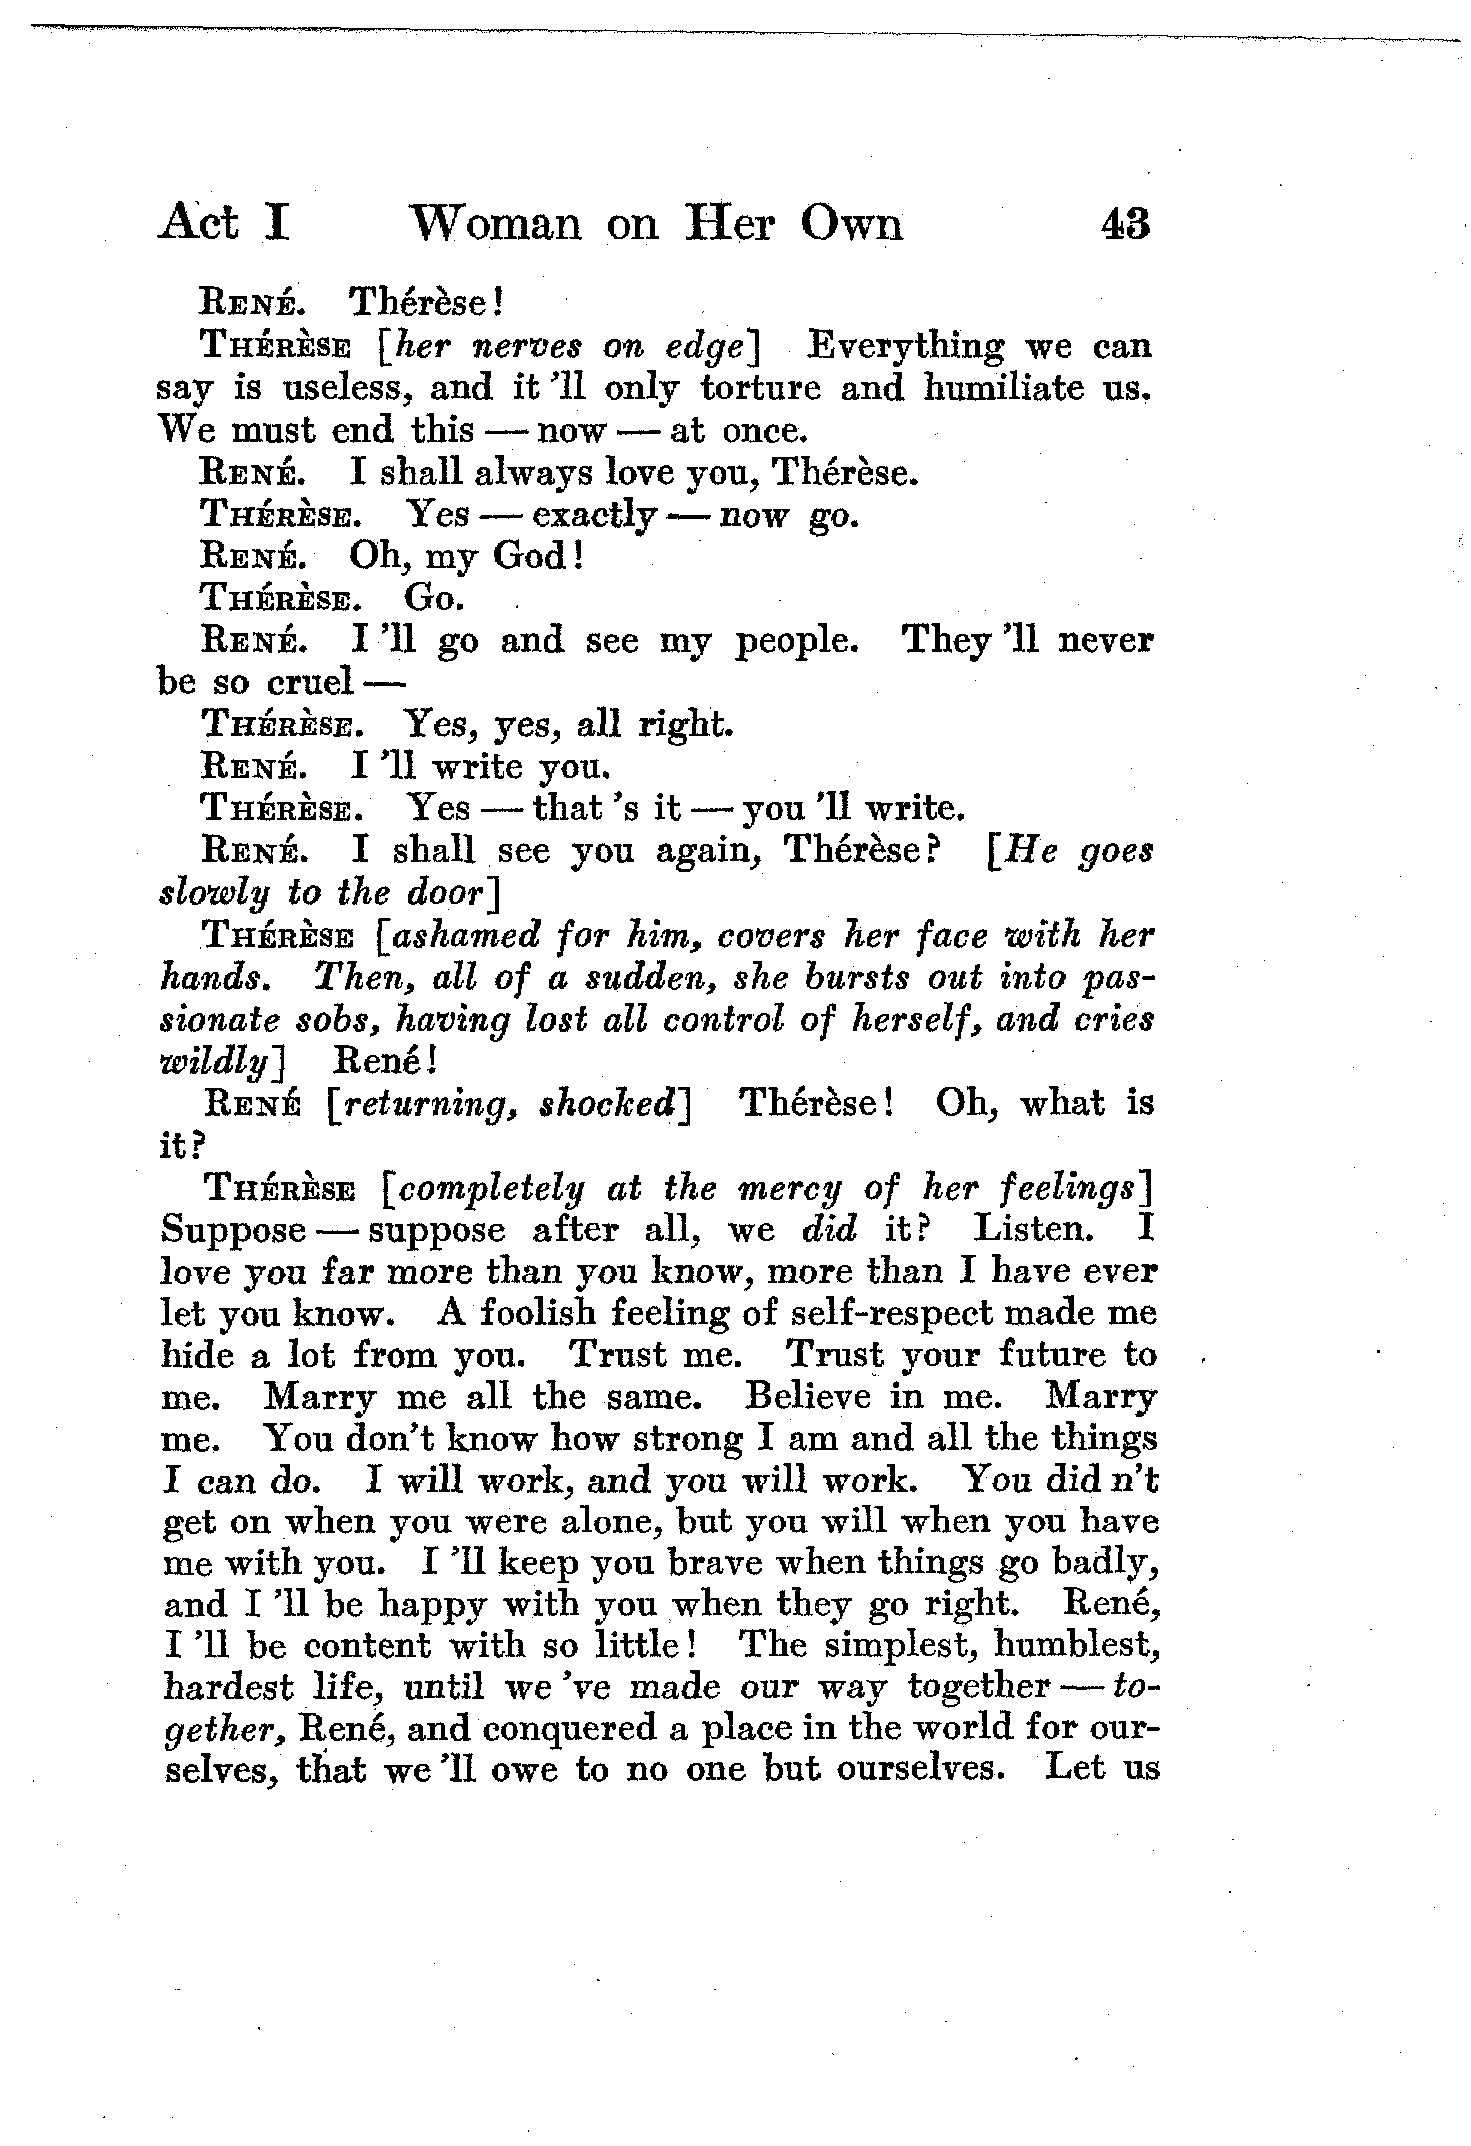 Act I Woman on Her Own 43
RENÉ. Thérèse!
THÉRÈSE [her nerves on edge] Everything we can
say is useless, and it 'll only torture and humiliate us.
We must end this — now — at once.
RENÉ. I shall always love you, Thérèse.
THÉRÈSE. Yes — exactly — now go.
RENÉ. Oh, my God!
THÉRÈSE. Go.
RENÉ. I 'll go and see my people. They 'll never
be so cruel —
THÉRÈSE. Yes, yes, all right.
RENÉ. I 'll write you.
THÉRÈSE. Yes — that 's it — you 'll write.
RENÉ. I shall see you again, Thérèse? [He goes
slowly to the door]
THÉRÈSE [ashamed for him, covers her face with her
hands. Then, all of a sudden, she bursts out into pas-
sionate sobs, having lost all control of herself, and cries
wildly] René!
RENÉ [returning, shocked] Thérèse! Oh, what is
it?
THÉRÈSE [completely at the mercy of her feelings]
Suppose — suppose after all, we did it? Listen. I
love you far more than you know, more than I have ever
let you know. A foolish feeling of self-respect made me
hide a lot from you. Trust me. Trust your future to
me. Marry me all the same. Believe in me. Marry
me. You don't know how strong I am and all the things
I can do. I will work, and you will work. You did n't
get on when you were alone, but you will when you have
me with you. I 'll keep you brave when things go badly,
and I 'll be happy with you when they go right. René,
I 'll be content with so little! The simplest, humblest,
hardest life, until we 've made our way together — to-
gether, René, and conquered a place in the world for our-
selves, that we 'll owe to no one but ourselves. Let us